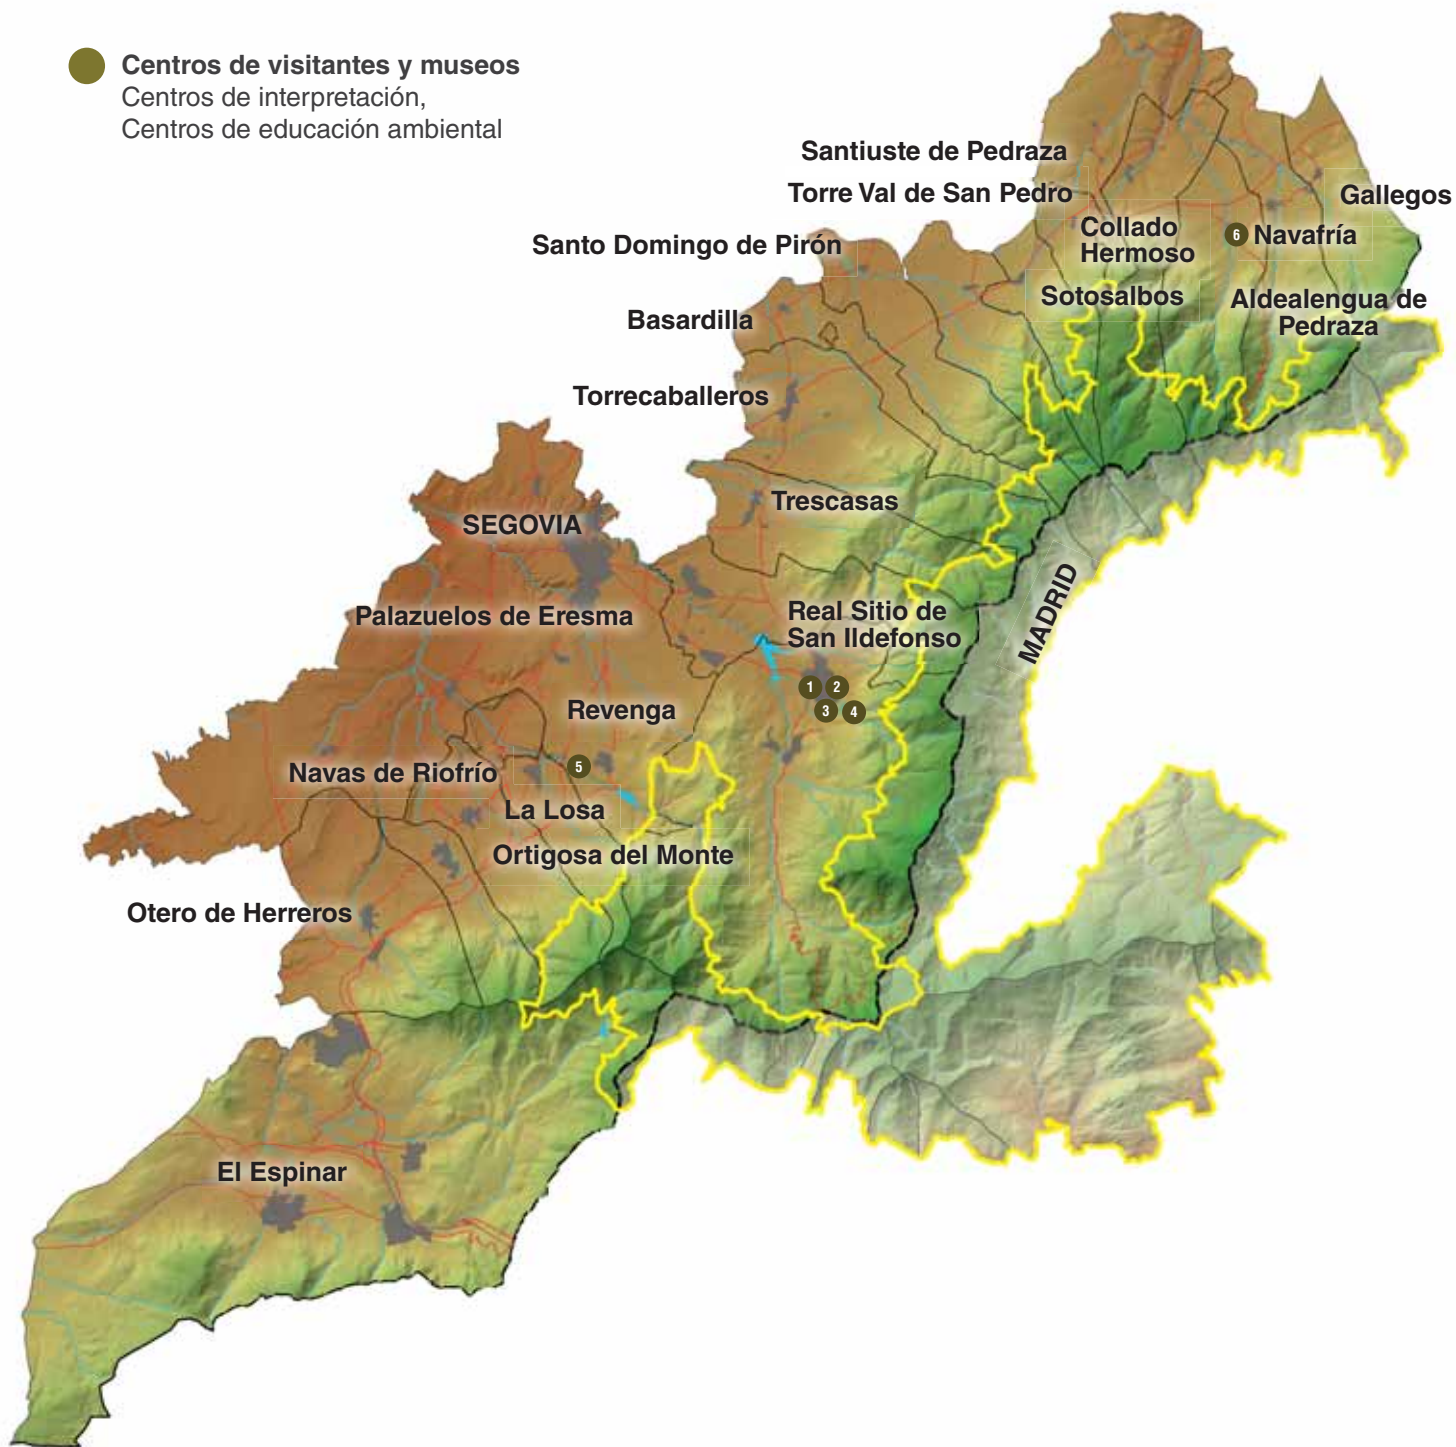 Centros de visitantes y museos
Centros de interpretación,
Centros de educación ambiental
Santiuste de Pedraza
Torre Val de San Pedro
Gallegos
Collado
Hermoso
6 Navafría
Santo Domingo de Pirón
Sotosalbos
Aldealengua de
Pedraza
Basardilla
Torrecaballeros
Trescasas
SEGOVIA
MADRID
Palazuelos de Eresma
Real Sitio de
San Ildefonso
1 2
3 4
Revenga
5
Navas de Riofrío
La Losa
Ortigosa del Monte
Otero de Herreros
El Espinar